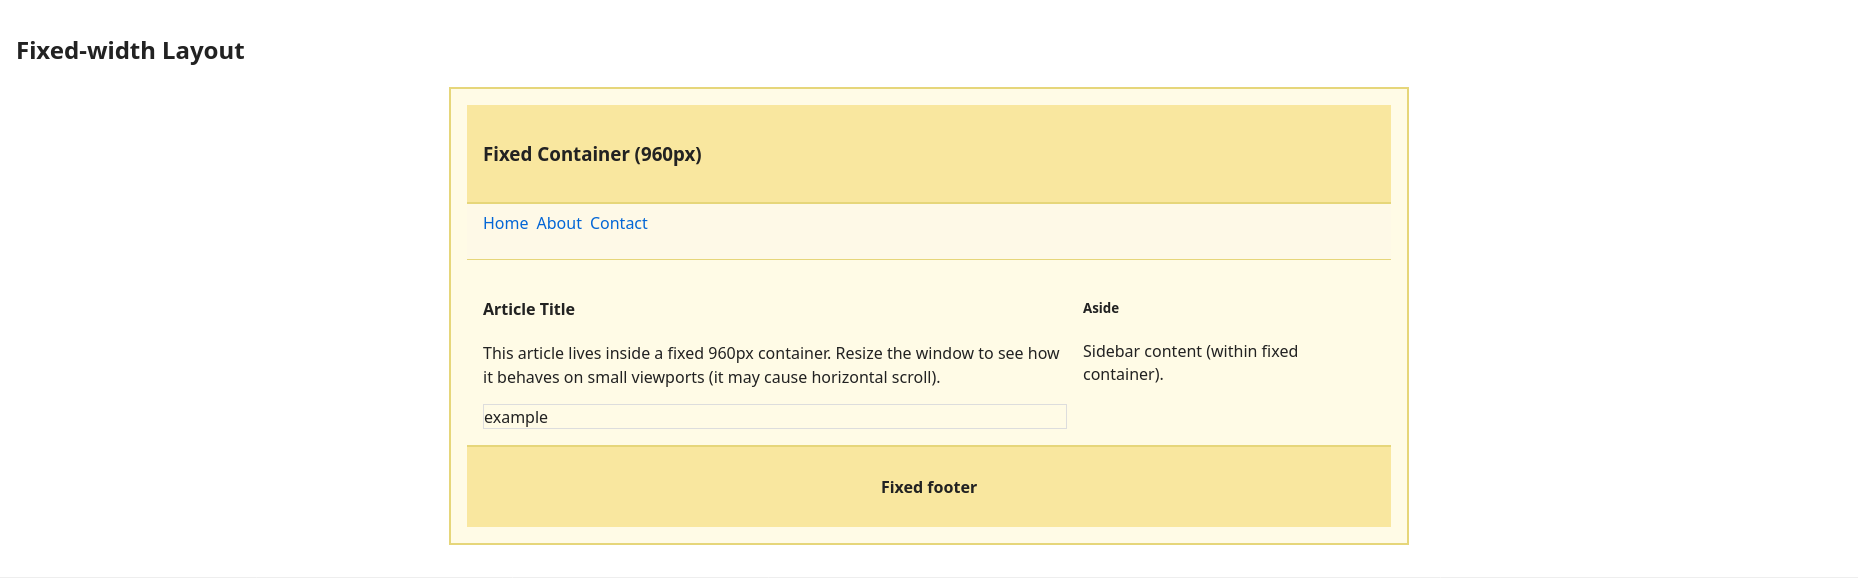 Fixed-width Layout
Fixed Container (960px)
Home About Contact
Article Title
This article lives inside a fixed 960px container. Resize the window to see how
it behaves on small viewports (it may cause horizontal scroll).
example
Aside
Sidebar content (within fixed
container).
Fixed footer